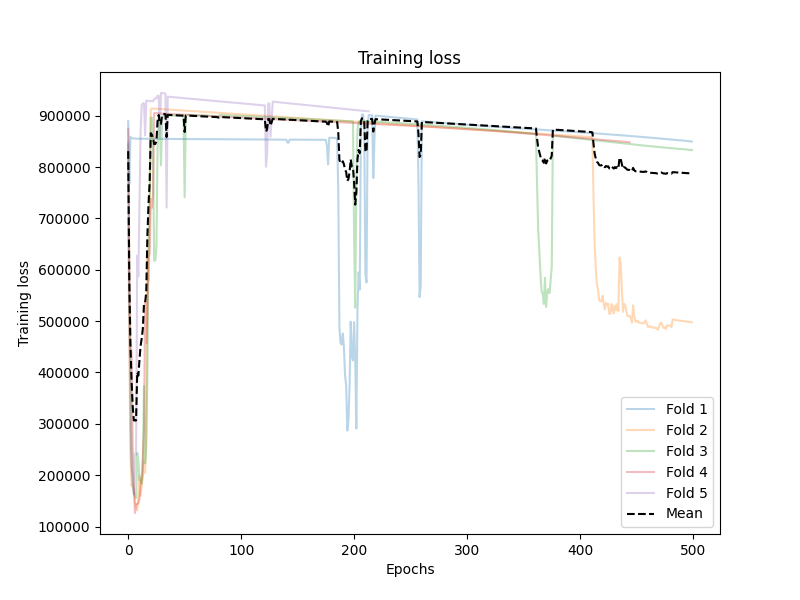 Training loss
Training loss
900000
800000
700000
600000
500000
400000
300000
200000
100000
0
100
200
300
400
500
Epochs
Fold 1
Fold 2
Fold 3
Fold 4
Fold 5
Mean